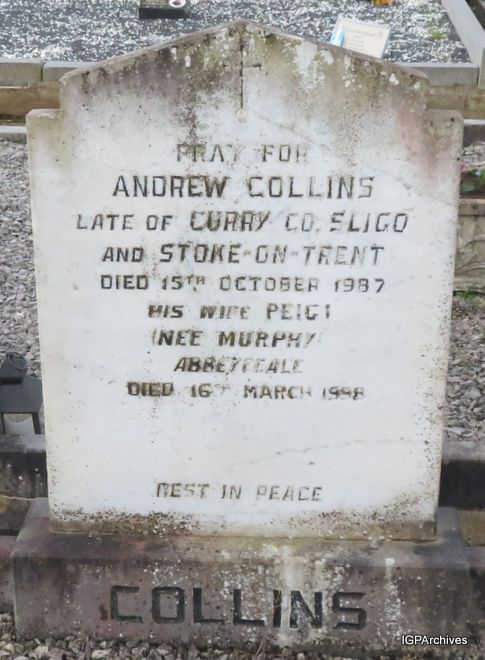 PRAY FOR
ANDREW COLLINS
LATE OF CURRY CO. SLIGO
AND STOKE-ON-TRENT
DIED 15TH OCTOBER 1987
HIS WIFE PEIGI
(NEE MURPHY)
ABBEYFEALE
DIED 16TH MARCH 1998
REST IN PEACE
COLLINS
IGPArchives